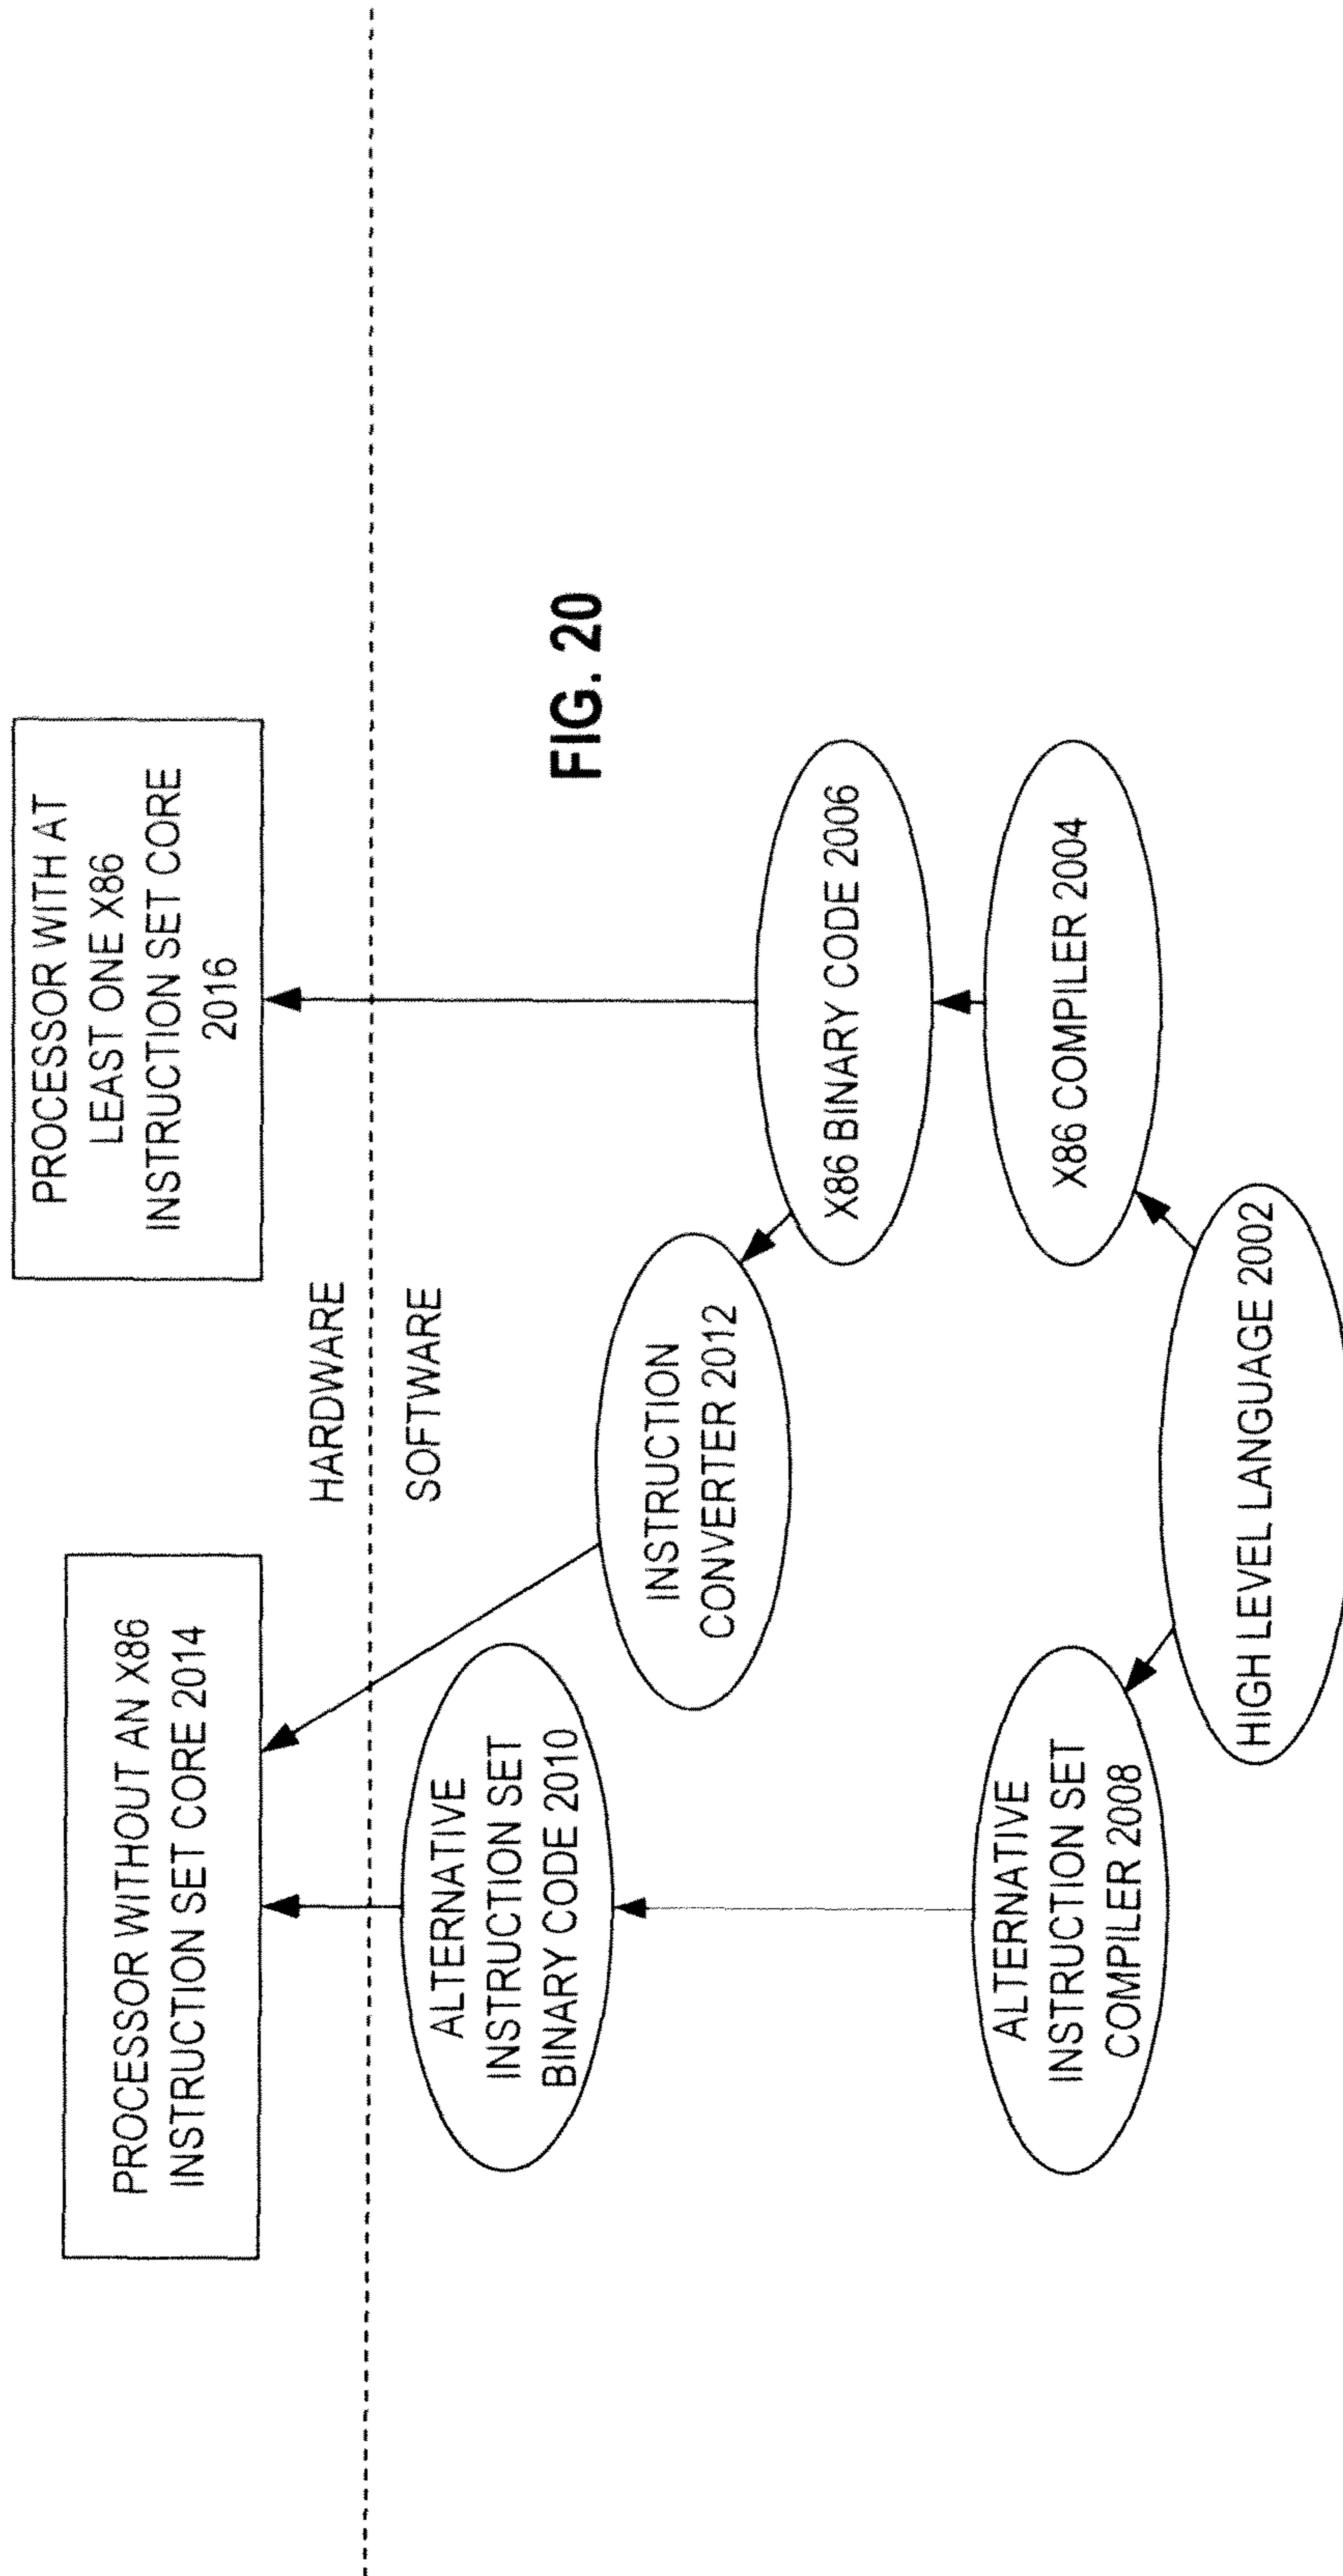 PROCESSOR WITHOUT AN X86
INSTRUCTION SET CORE 2014
PROCESSOR WITH AT
LEAST ONE X86
INSTRUCTION SET CORE
2016
HARDWARE
SOFTWARE
ALTERNATIVE
INSTRUCTION SET
BINARY CODE 2010
INSTRUCTION
CONVERTER 2012
FIG. 20
X86 BINARY CODE 2006
ALTERNATIVE
INSTRUCTION SET
COMPILER 2008
X86 COMPILER 2004
HIGH LEVEL LANGUAGE 2002